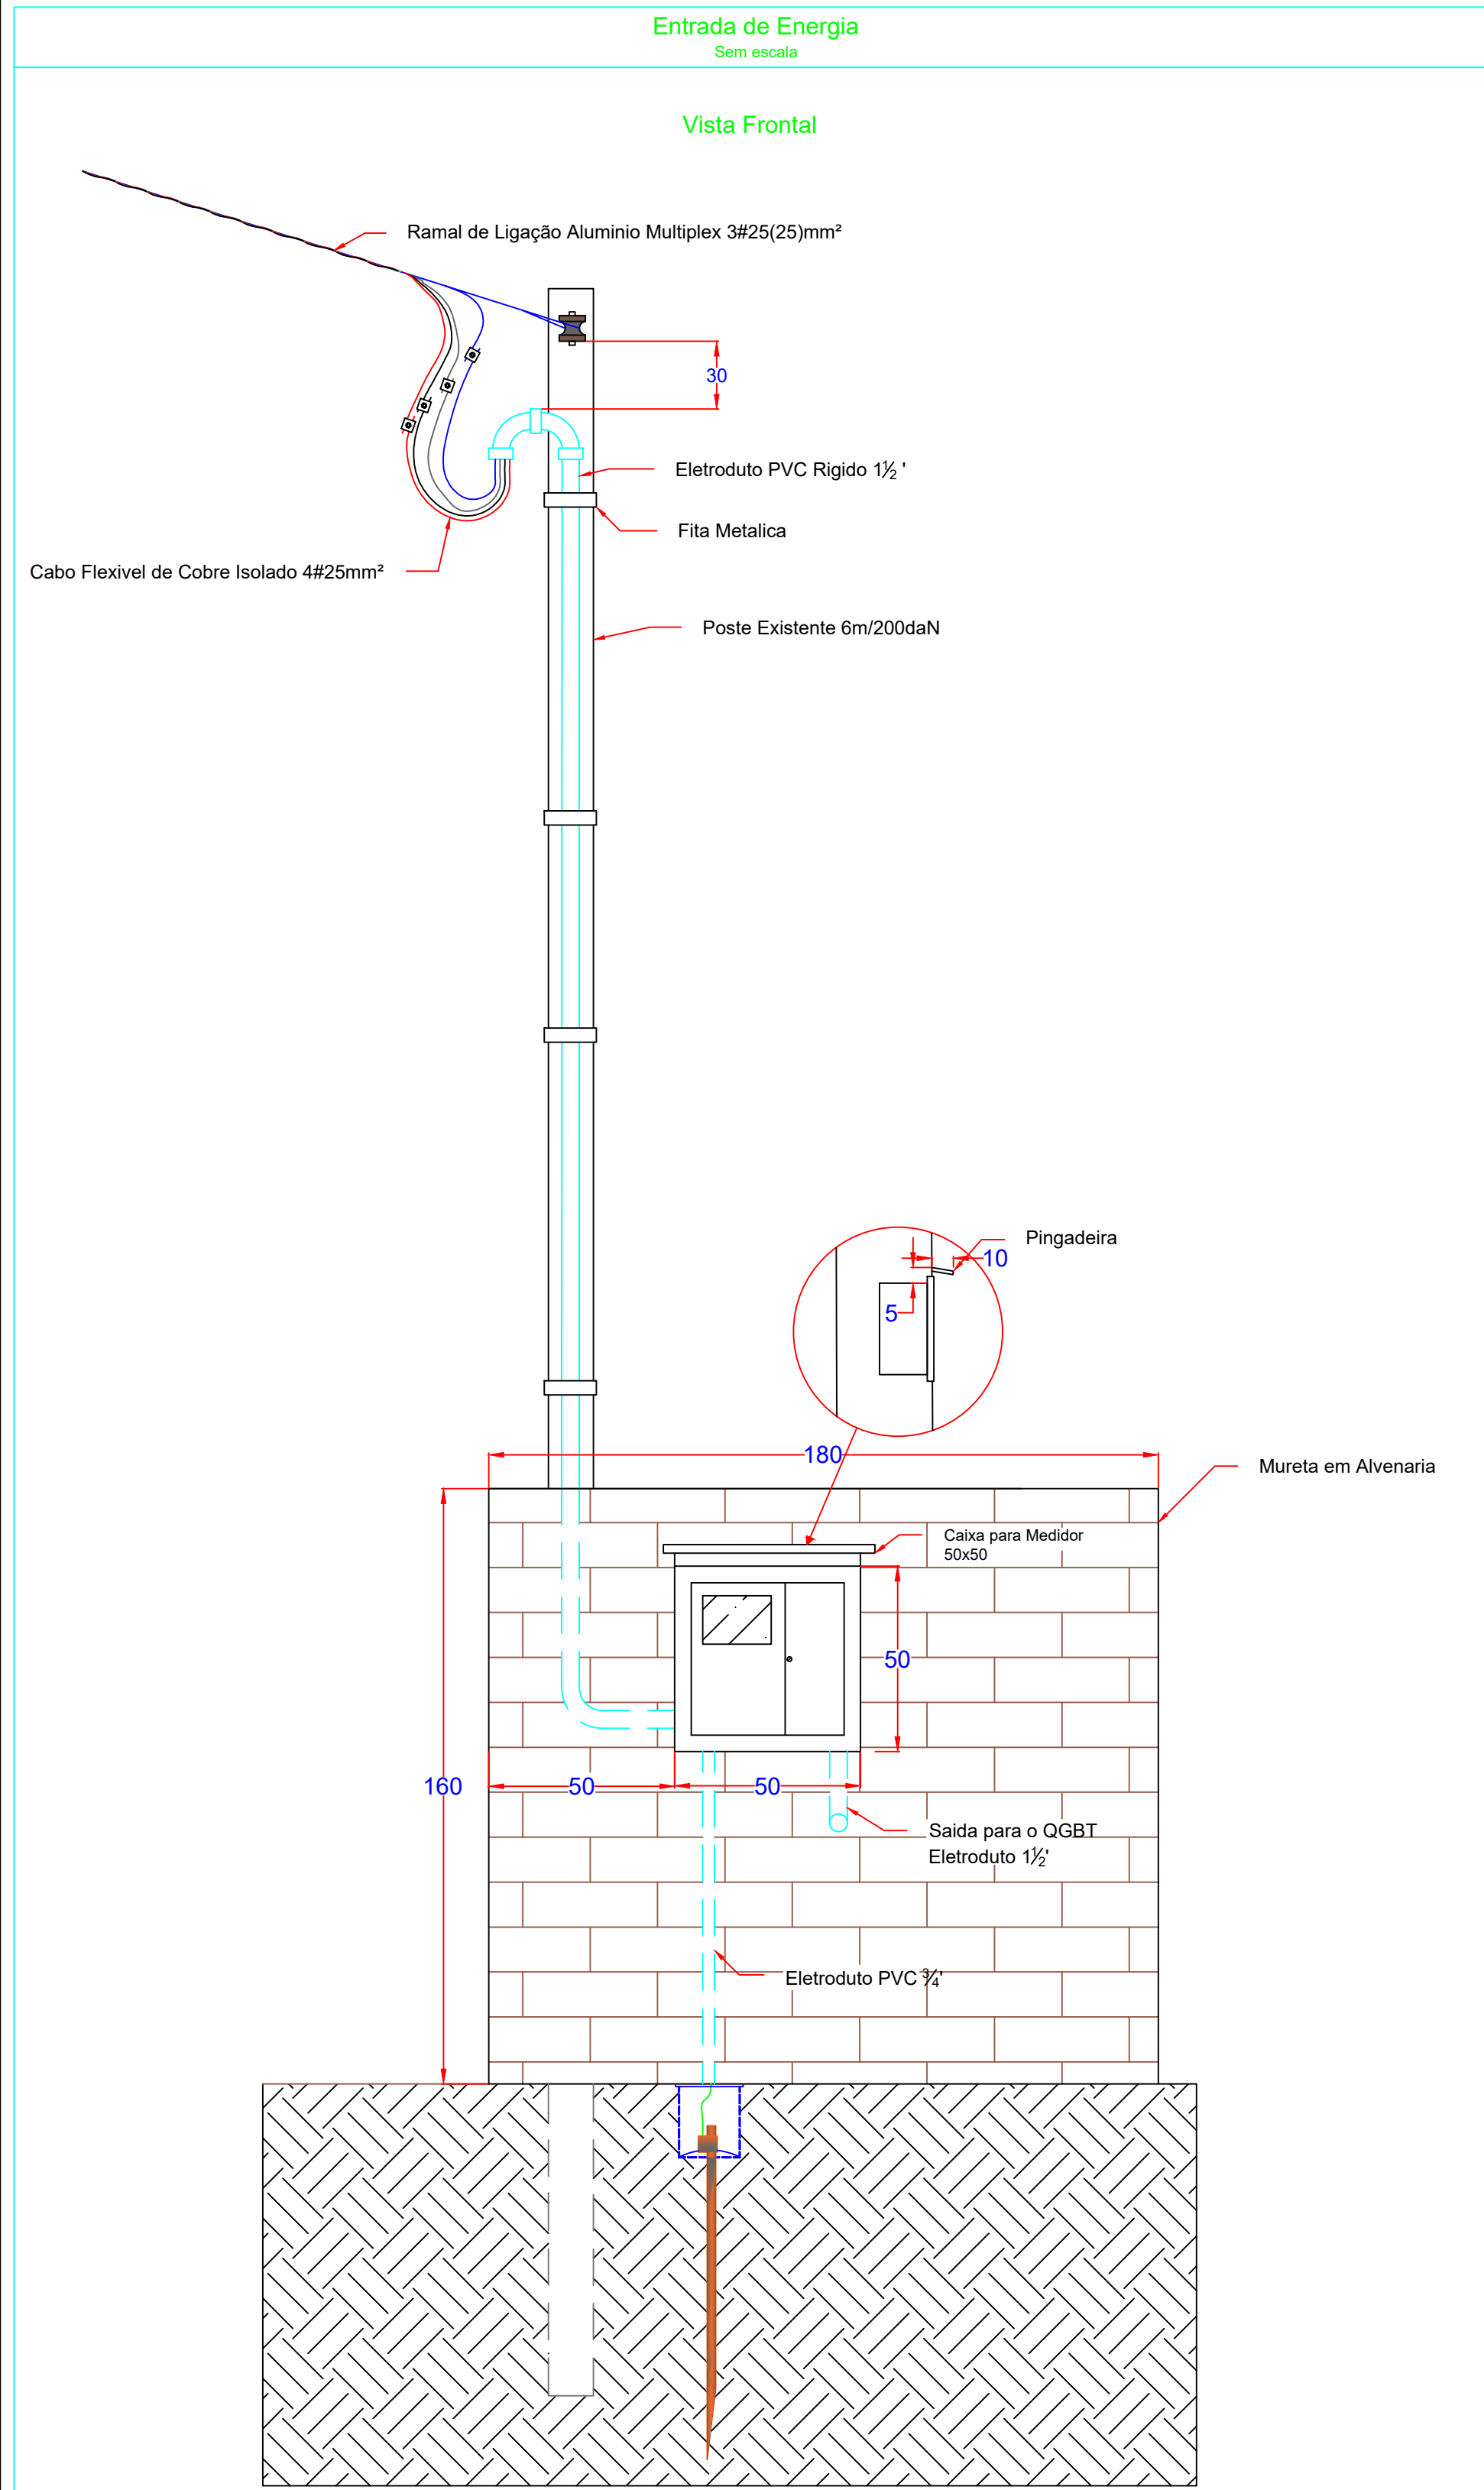 Entrada de Energia
Sem escala
Vista Frontal
Ramal de Ligação Aluminio Multiplex 3#25(25)mm²
30
Eletroduto PVC Rigido 1½ '
Fita Metalica
Cabo Flexivel de Cobre Isolado 4#25mm²
Poste Existente 6m/200daN
Pingadeira
10
5
180
Mureta em Alvenaria
Caixa para Medidor
50x50
50
160
50
50
Saida para o QGBT
Eletroduto 1½'
Eletroduto PVC ¾'